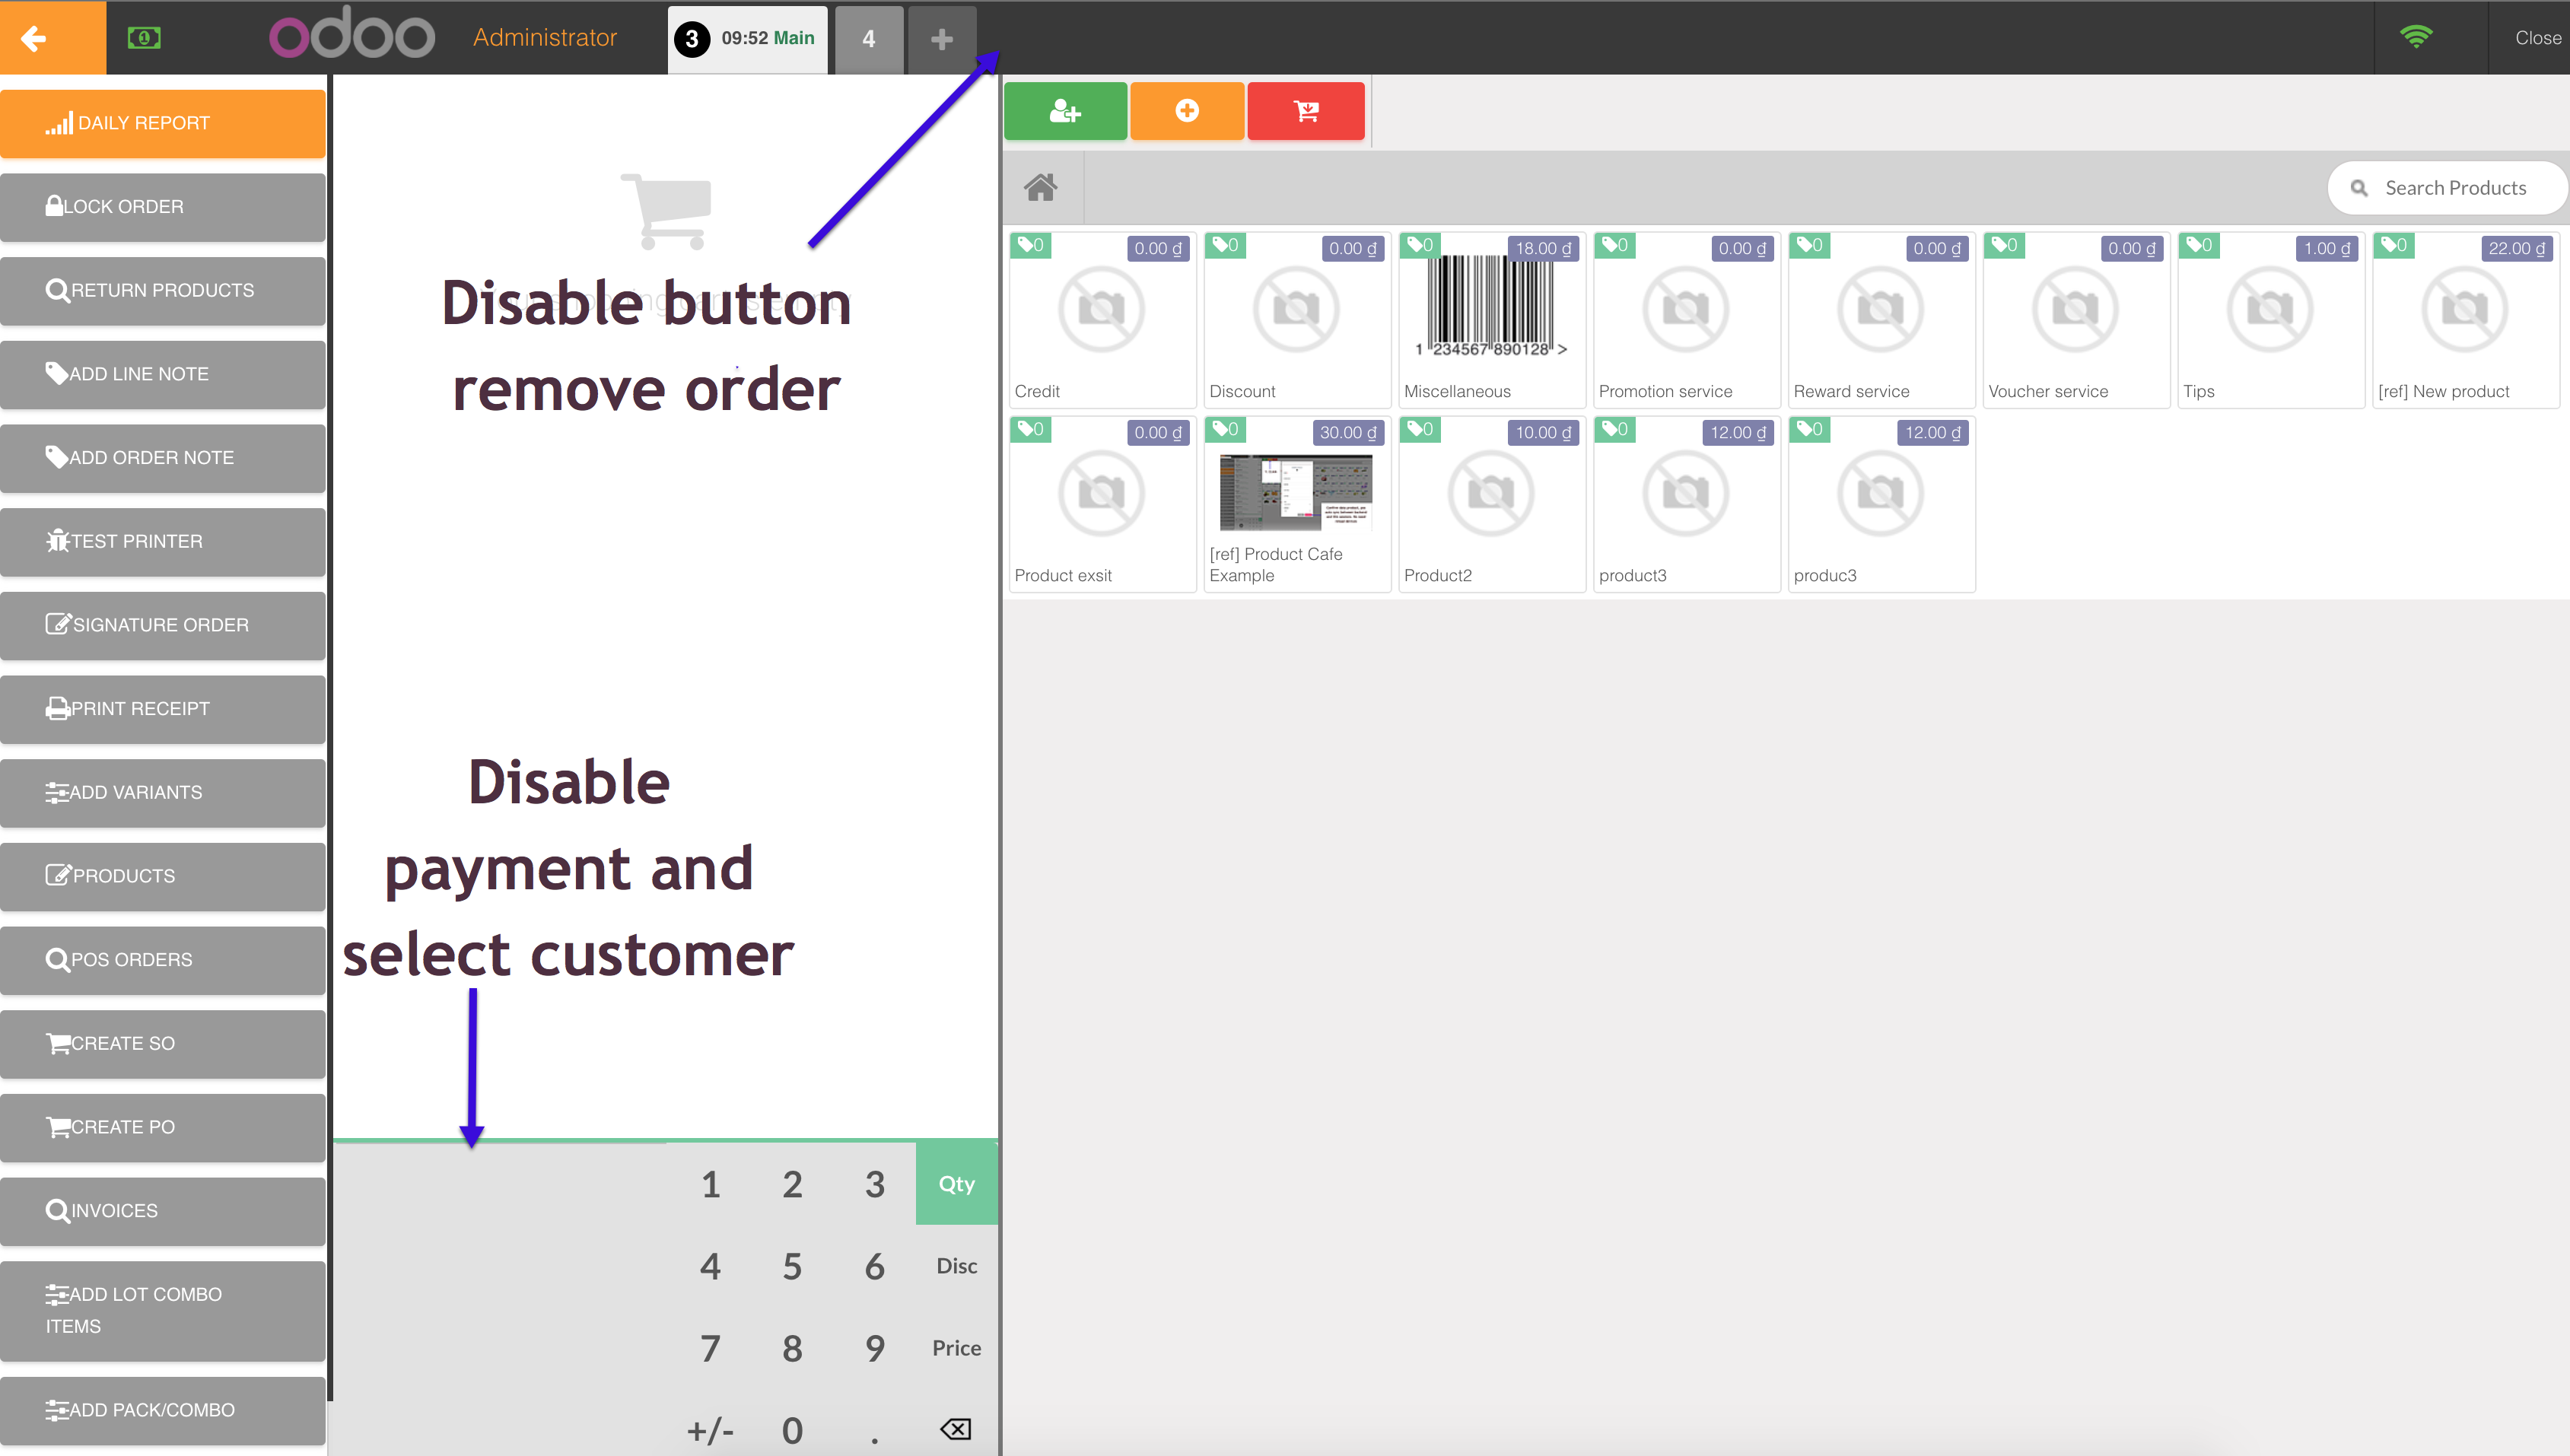 odoo
Administrator
3 09:52 Main
4
+
Close
DAILY REPORT
LOCK ORDER
RETURN PRODUCTS
ADD LINE NOTE
ADD ORDER NOTE
TEST PRINTER
SIGNATURE ORDER
PRINT RECEIPT
ADD VARIANTS
PRODUCTS
POS ORDERS
CREATE SO
CREATE PO
INVOICES
ADD LOT COMBO
ITEMS
ADD PACK/COMBO
Disable button
remove order
Disable
payment and
select customer
1 2 3 Qty
4 5 6 Disc
7 8 9 Price
+/- 0 .
Search Products
0 0.00 ₫
Credit
0 0.00 ₫
Discount
0 18.00 ₫
1 234567 890128 >
Miscellaneous
0 0.00 ₫
Promotion service
0 0.00 ₫
Reward service
0 0.00 ₫
Voucher service
0 1.00 ₫
Tips
0 22.00 ₫
[ref] New product
0 0.00 ₫
Product exsit
0 30.00 ₫
[ref] Product Cafe
Example
0 10.00 ₫
Product2
0 12.00 ₫
product3
0 12.00 ₫
produc3